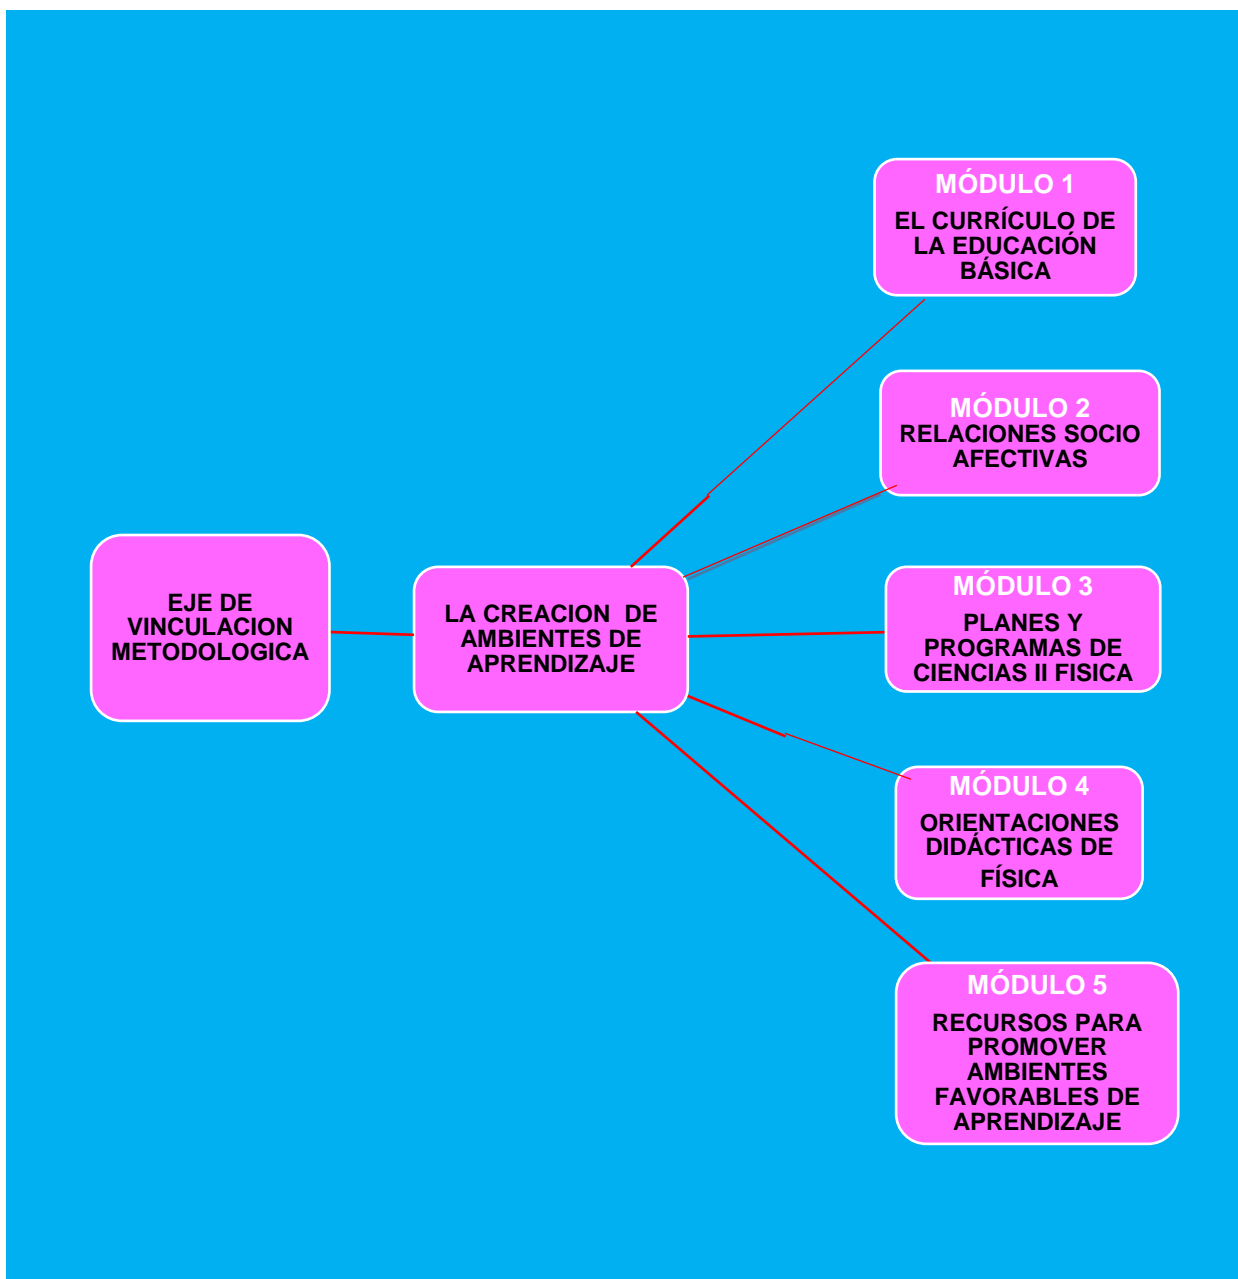 EJE DE
VINCULACION
METODOLOGICA
LA CREACION  DE
AMBIENTES DE
APRENDIZAJE
MÓDULO 1
EL CURRÍCULO DE
LA EDUCACIÓN
BÁSICA
MÓDULO 2
RELACIONES SOCIO
AFECTIVAS
MÓDULO 3
PLANES Y
PROGRAMAS DE
CIENCIAS II FISICA
MÓDULO 4
ORIENTACIONES
DIDÁCTICAS DE
FÍSICA
MÓDULO 5
RECURSOS PARA
PROMOVER
AMBIENTES
FAVORABLES DE
APRENDIZAJE